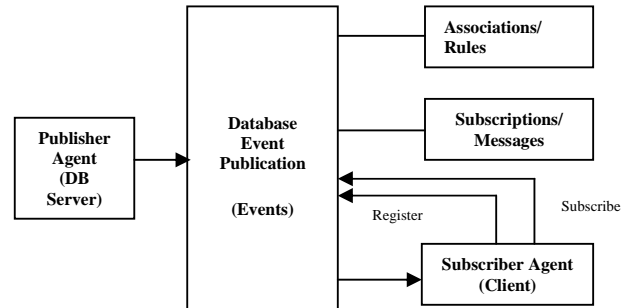 Publisher
Agent
(DB
Server)
Database
Event
Publication
(Events)
Associations/
Rules
Subscriptions/
Messages
Register
Subscribe
Subscriber Agent
(Client)